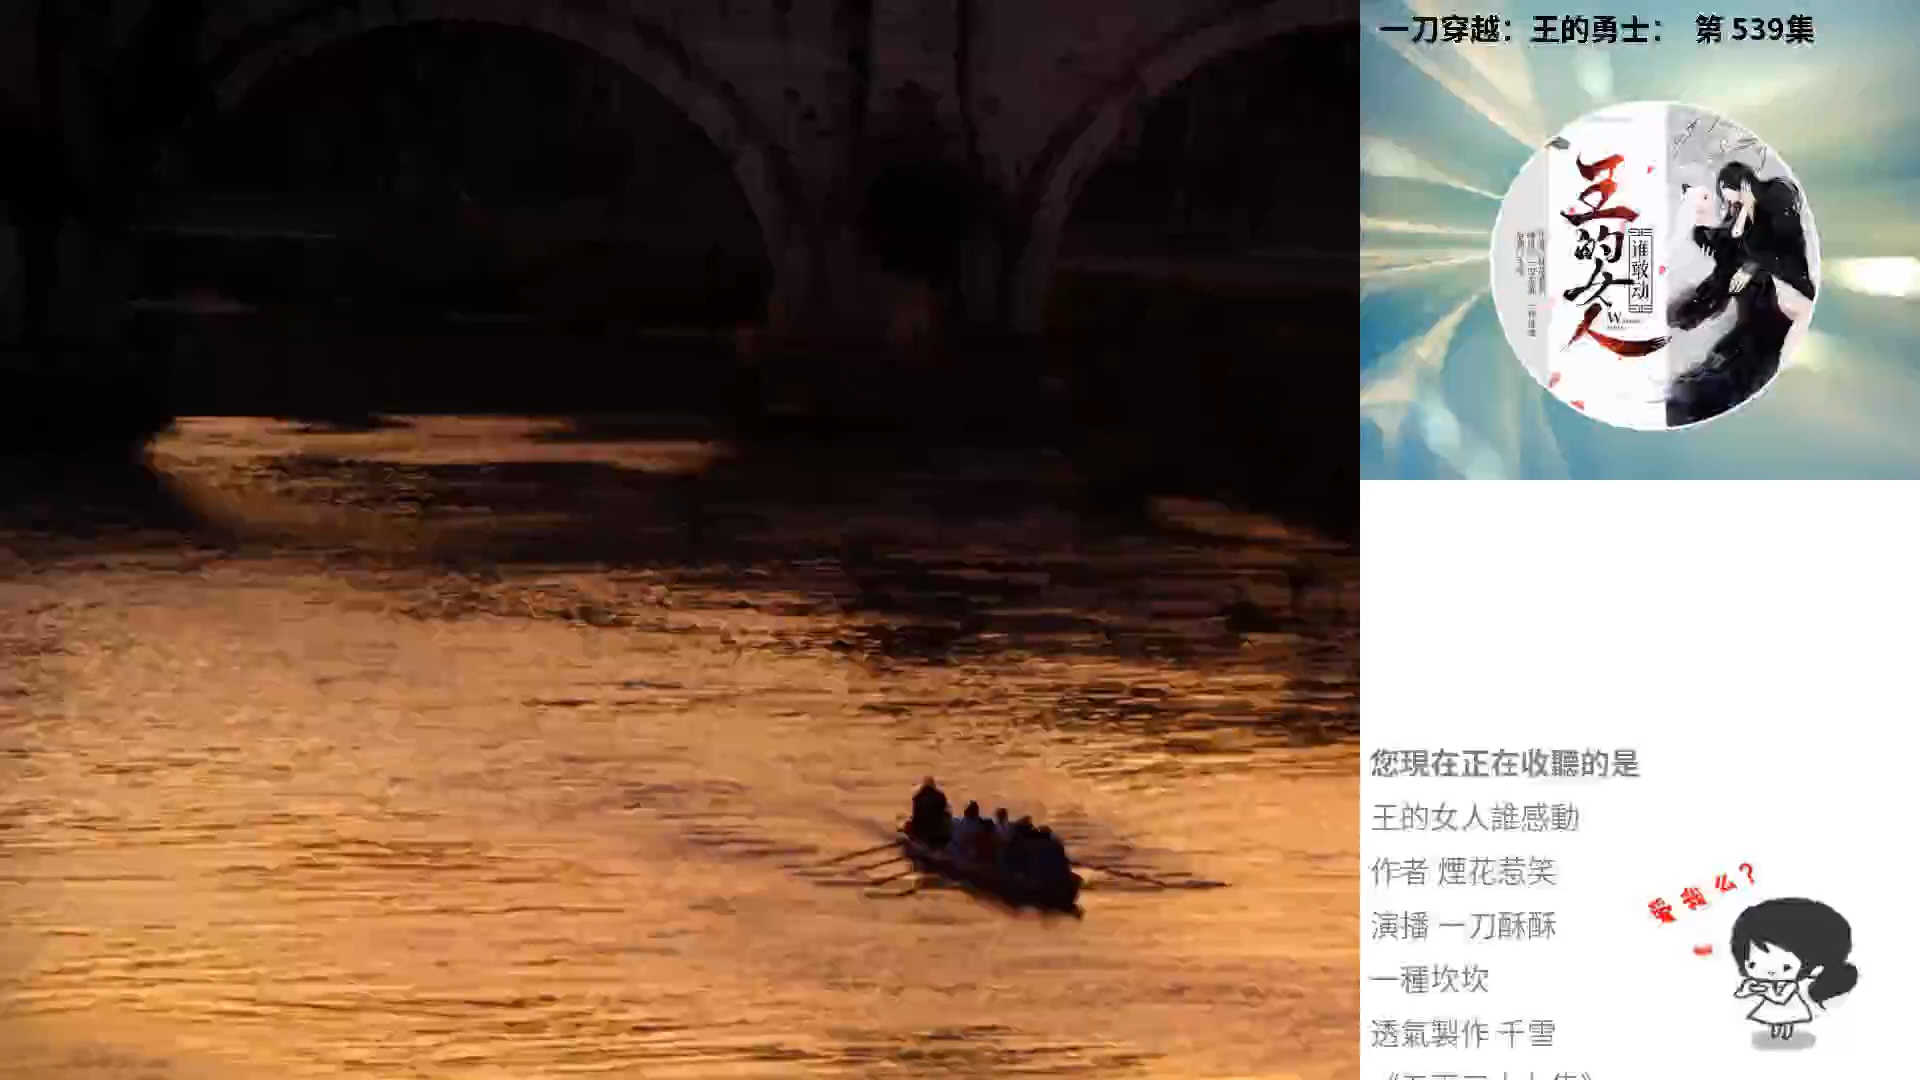 一刀穿越：王的勇士： 第 539集
王的女人
谁敢动
W
您現在正在收聽的是
王的女人誰感動
作者 煙花惹笑
演播 一刀酥酥
一種坎坎
透氣製作 千雪
爱我么？